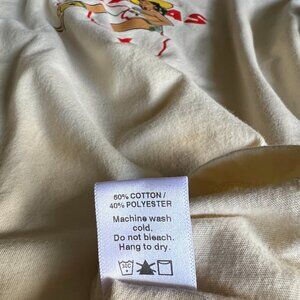 60% COTTON/
40% POLYESTER
Machine wash
cold.
Do not bleach.
Hang to dry.